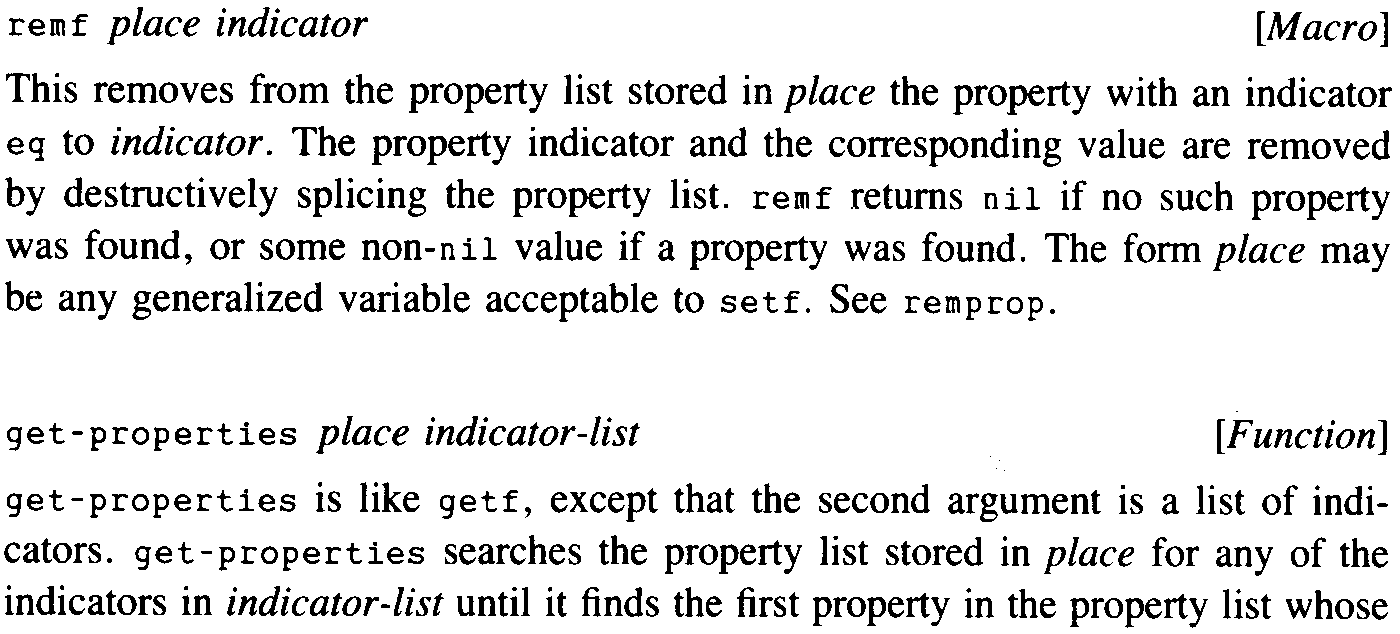 remf place indicator [Macro]
This removes from the property list stored in place the property with an indicator
eq to indicator. The property indicator and the corresponding value are removed
by destructively splicing the property list. remf returns nil if no such property
was found, or some non-nil value if a property was found. The form place may
be any generalized variable acceptable to setf. See remprop.
get-properties place indicator-list [Function]
get-properties is like getf, except that the second argument is a list of indi-
cators. get-properties searches the property list stored in place for any of the
indicators in indicator-list until it finds the first property in the property list whose